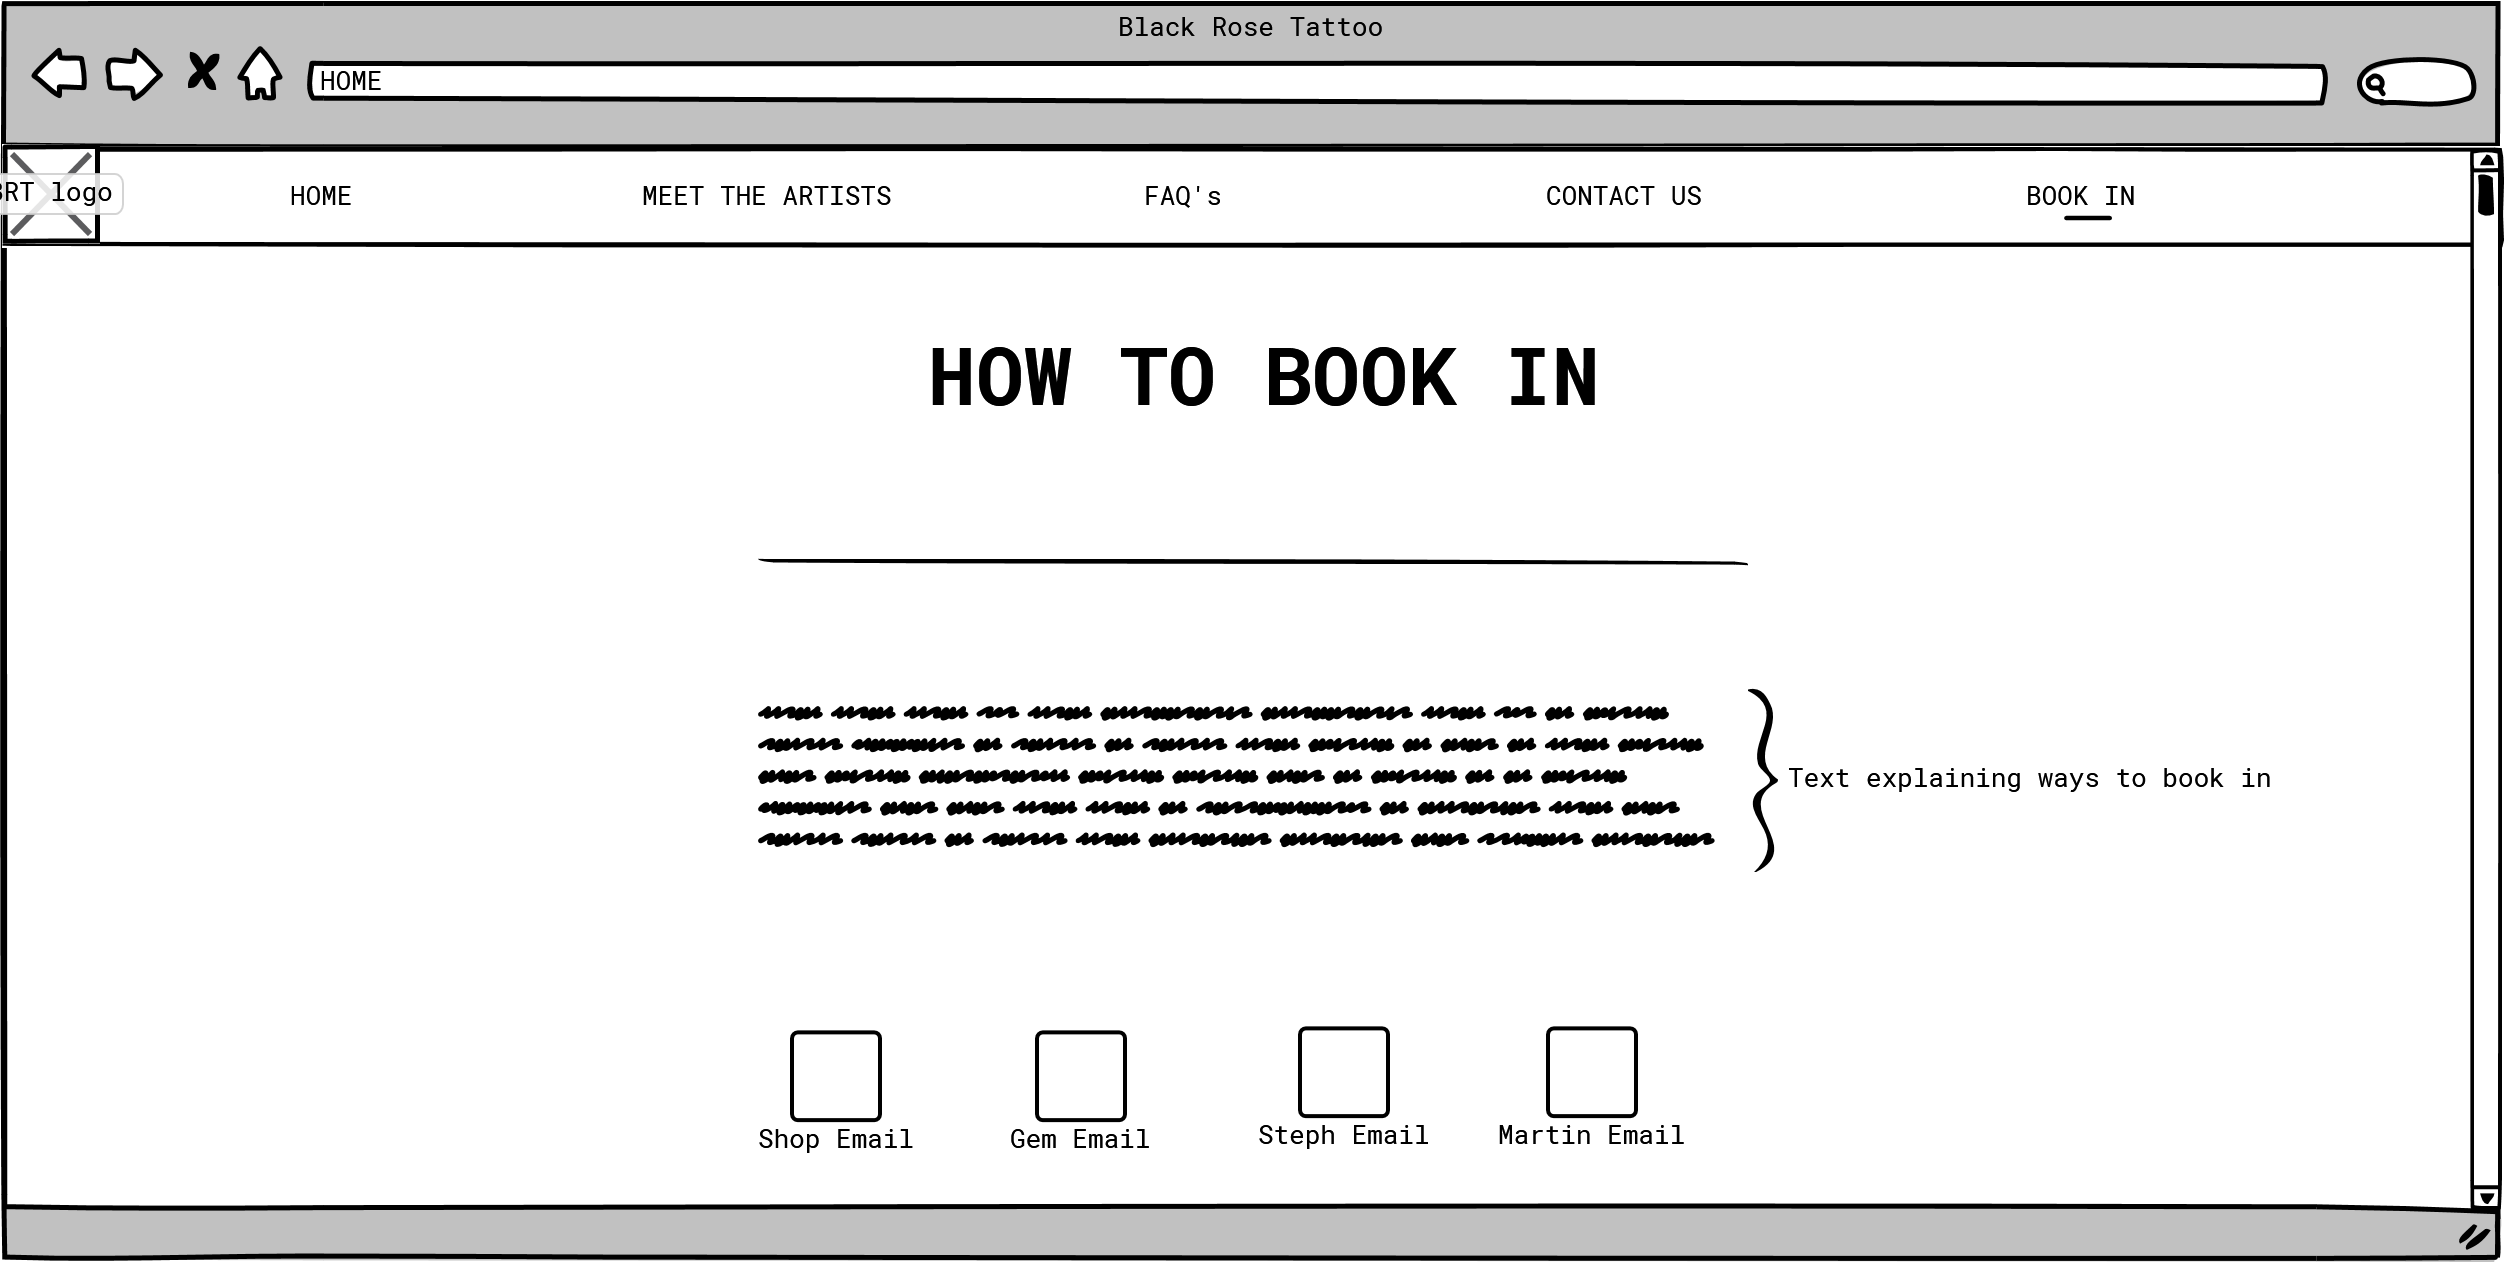 Black Rose Tattoo
HOME
BRT logo
HOME MEET THE ARTISTS FAQ's CONTACT US BOOK IN
HOW TO BOOK IN
Text explaining ways to book in
Shop Email Gem Email Steph Email Martin Email